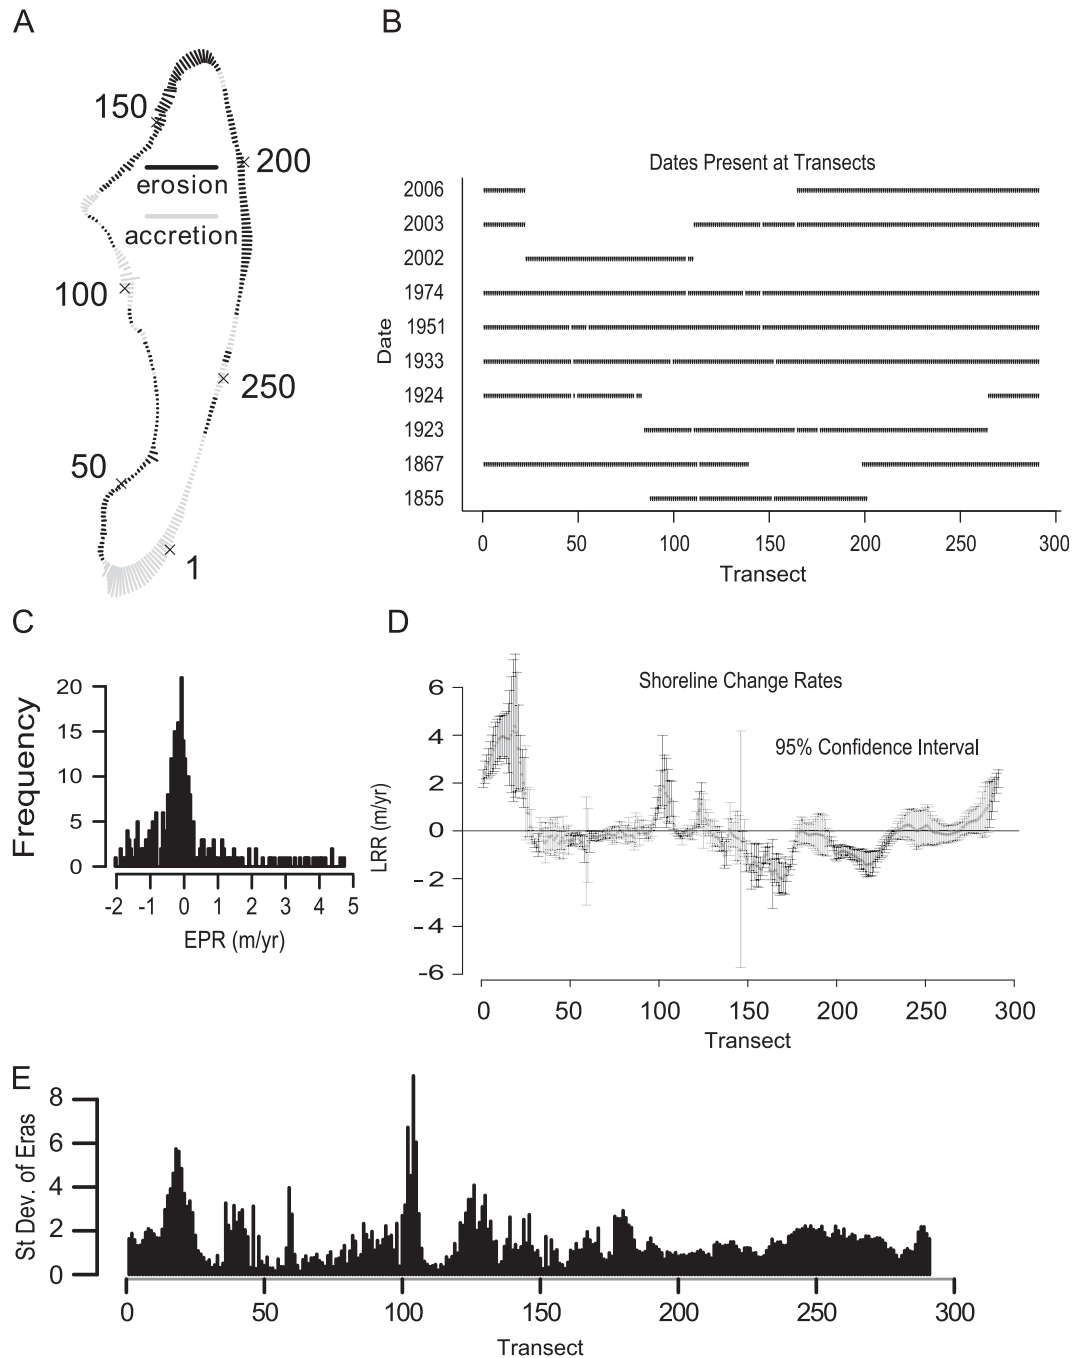 A
150
200
erosion
accretion
100
250
50
1
B
Dates Present at Transects
2006
2003
2002
1974
1951
1933
1924
1923
1867
1855
Date
0 50 100 150 200 250 300
Transect
C
Frequency
20
15
10
5
0
-2 -1 0 1 2 3 4 5
EPR (m/yr)
D
Shoreline Change Rates
95% Confidence Interval
LRR (m/yr)
6
4
2
0
-2
-4
-6
0 50 100 150 200 250 300
Transect
E
St Dev. of Eras
8
6
4
2
0
0 50 100 150 200 250 300
Transect